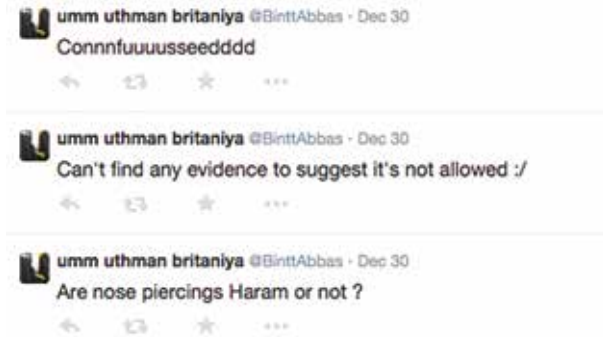 umm uthman britaniya @BinttAbbas · Dec 30
Connnfuuuusseedddd
umm uthman britaniya @BinttAbbas · Dec 30
Can't find any evidence to suggest it's not allowed :/
umm uthman britaniya @BinttAbbas · Dec 30
Are nose piercings Haram or not ?